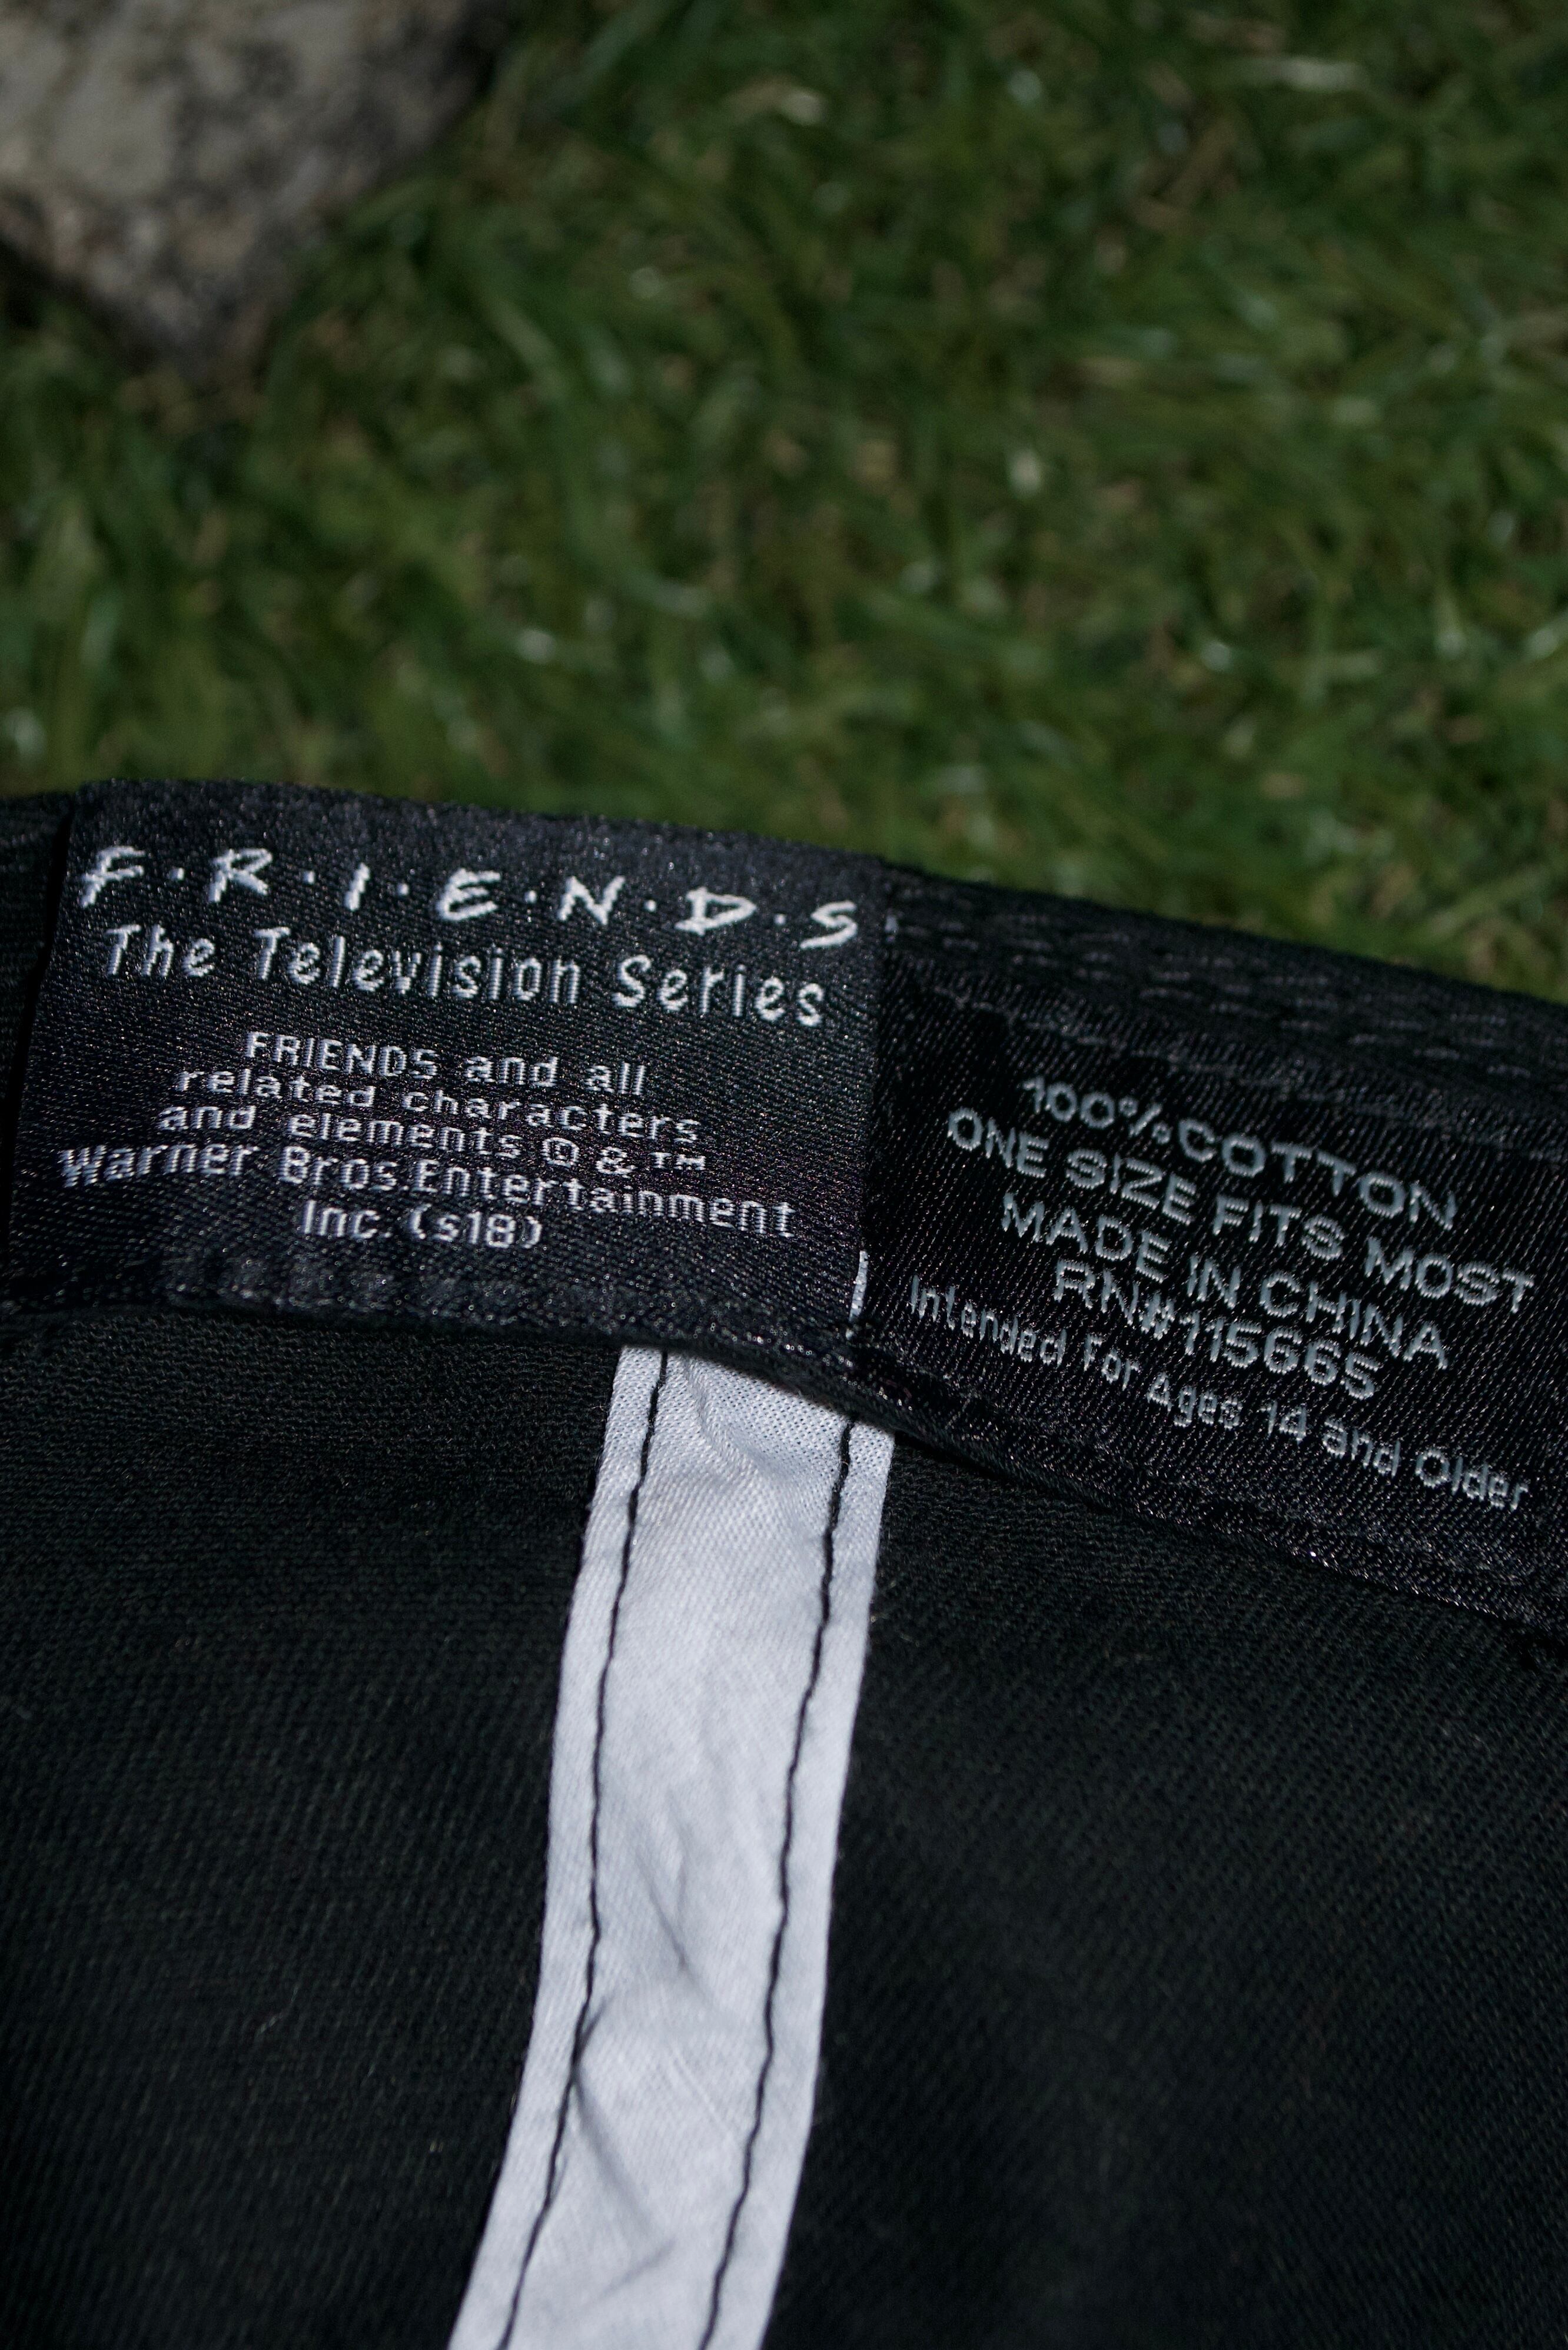 F·R·I·E·N·D·S
The Television Series
FRIENDS and all
related characters
and elements © & ™
Warner Bros.Entertainment
Inc. (s18)
100% COTTON
ONE SIZE FITS MOST
MADE IN CHINA
RN#115665
Intended For Ages 14 and Older